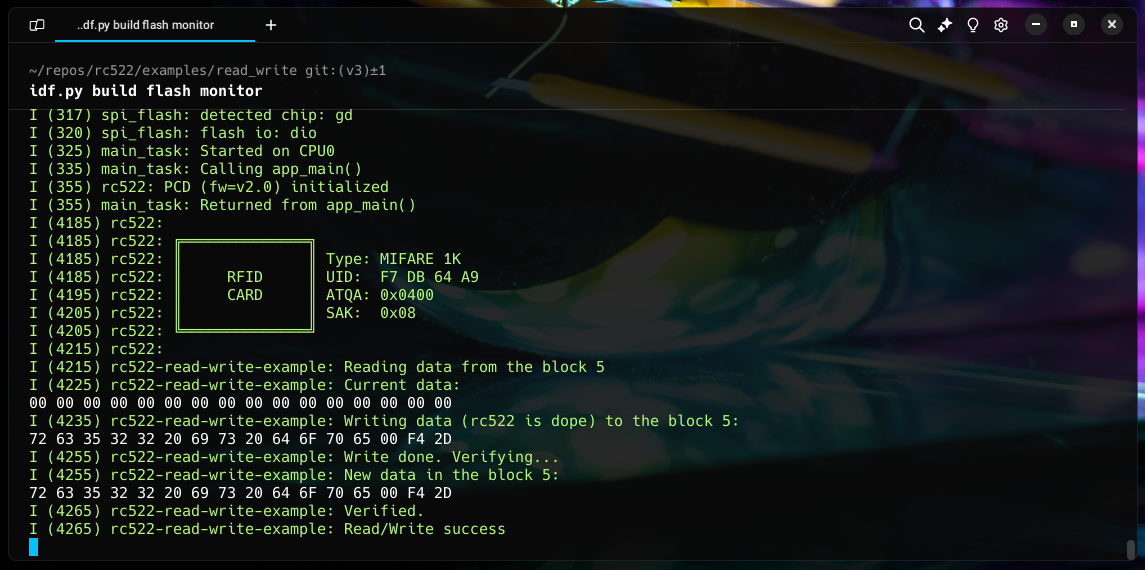 ..df.py build flash monitor
~/repos/rc522/examples/read_write git:(v3)±1
idf.py build flash monitor
I (317) spi_flash: detected chip: gd
I (320) spi_flash: flash io: dio
I (325) main_task: Started on CPU0
I (335) main_task: Calling app_main()
I (355) rc522: PCD (fw=v2.0) initialized
I (355) main_task: Returned from app_main()
I (4185) rc522:
I (4185) rc522:
I (4185) rc522: Type: MIFARE 1K
I (4185) rc522: RFID UID: F7 DB 64 A9
I (4195) rc522: CARD ATQA: 0x0400
I (4205) rc522: SAK: 0x08
I (4205) rc522:
I (4215) rc522:
I (4215) rc522-read-write-example: Reading data from the block 5
I (4225) rc522-read-write-example: Current data:
00 00 00 00 00 00 00 00 00 00 00 00 00 00 00 00
I (4235) rc522-read-write-example: Writing data (rc522 is dope) to the block 5:
72 63 35 32 32 20 69 73 20 64 6F 70 65 00 F4 2D
I (4255) rc522-read-write-example: Write done. Verifying...
I (4255) rc522-read-write-example: New data in the block 5:
72 63 35 32 32 20 69 73 20 64 6F 70 65 00 F4 2D
I (4265) rc522-read-write-example: Verified.
I (4265) rc522-read-write-example: Read/Write success